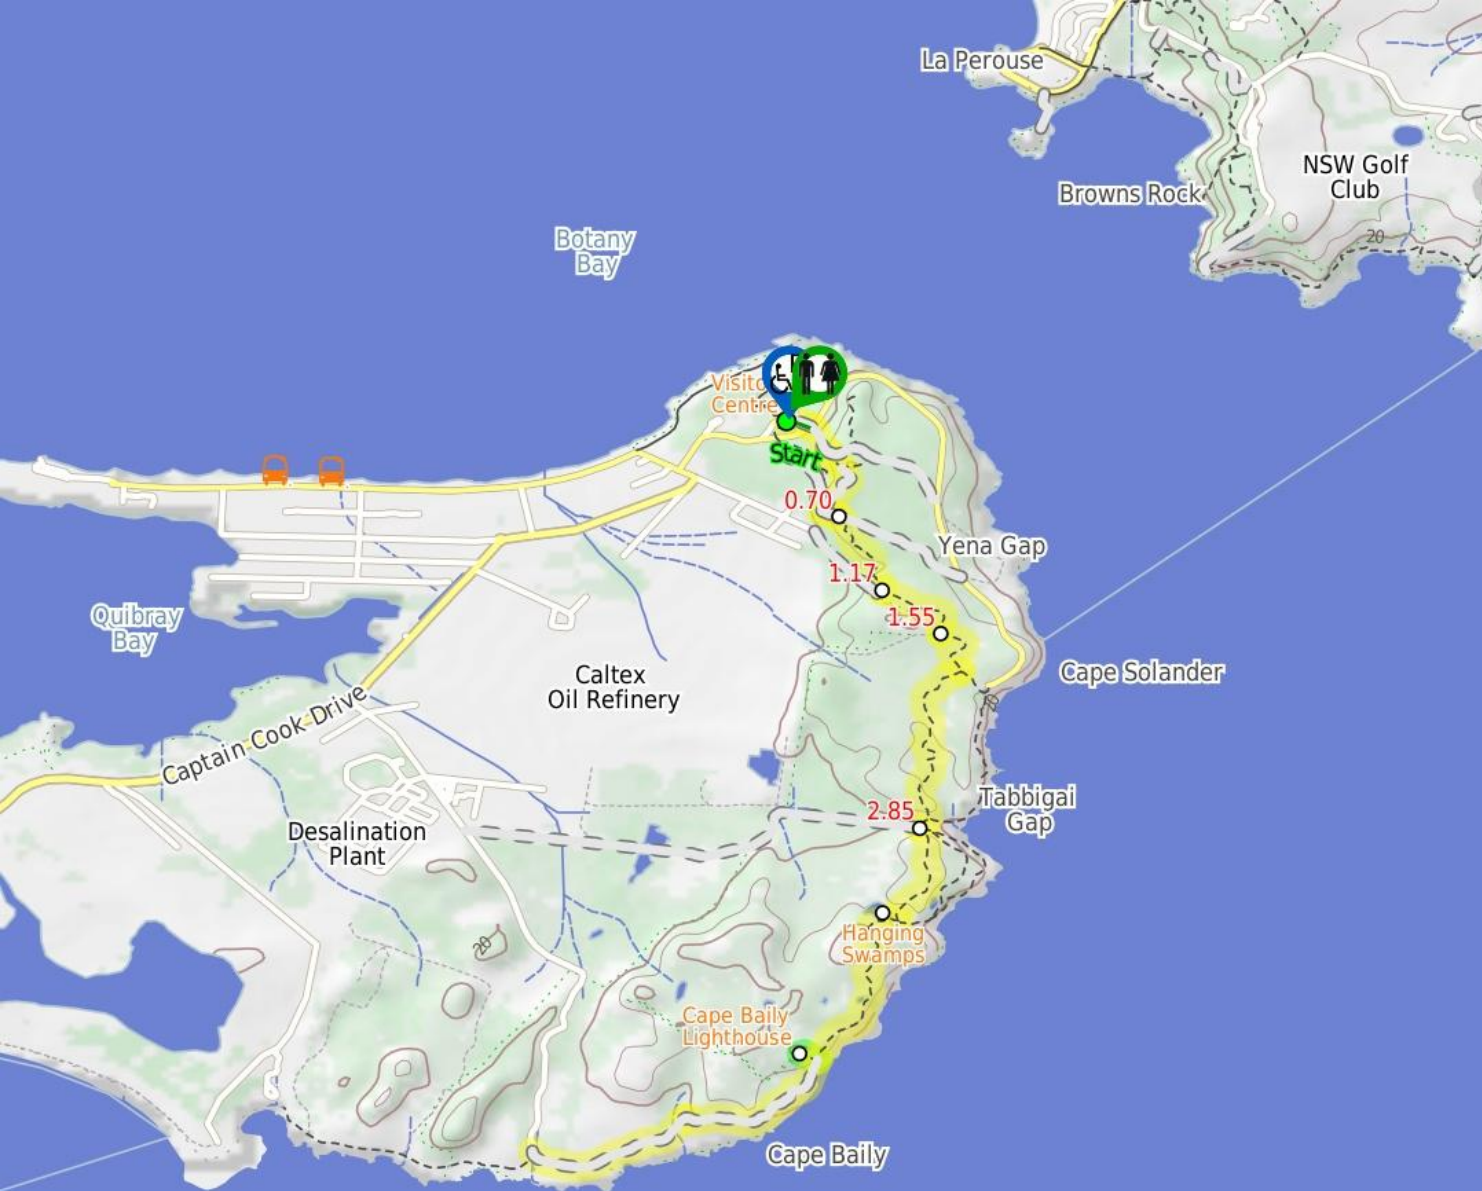 La Perouse
NSW Golf
Club
Browns Rock
20
Botany
Bay
Centre
Start
0.70
Yena Gap
1.17
1.55
Quibray
Bay
Caltex
Oil Refinery
Cape Solander
Captain Cook Drive
Tabbigai
Gap
2.85
Desalination
Plant
20
Hanging
Swamps
Cape Baily
Lighthouse
Cape Baily